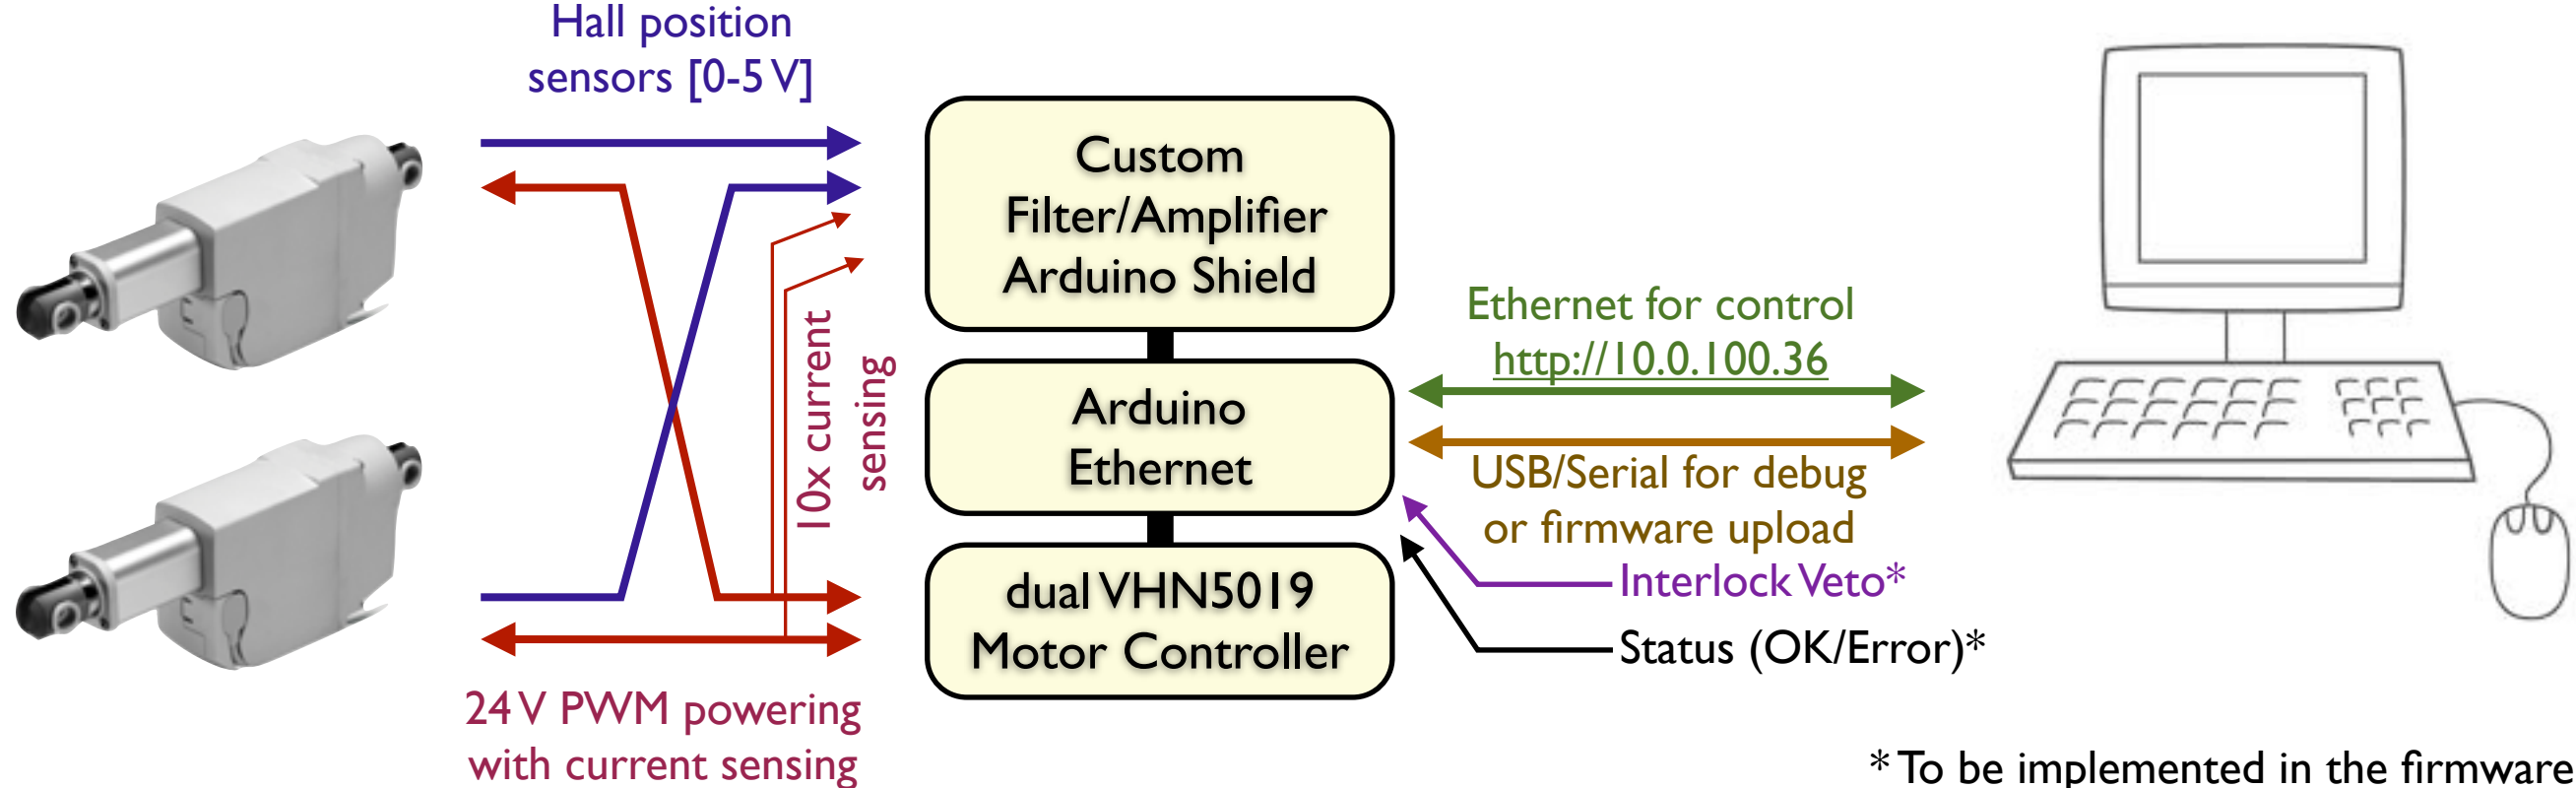 Hall position
sensors [0-5 V]
Custom
Filter/Amplifier
Arduino Shield
10x current
sensing
Ethernet for control
http://10.0.100.36
Arduino
Ethernet
USB/Serial for debug
or firmware upload
dual VHN5019
Motor Controller
Interlock Veto*
Status (OK/Error)*
24 V PWM powering
with current sensing
* To be implemented in the firmware